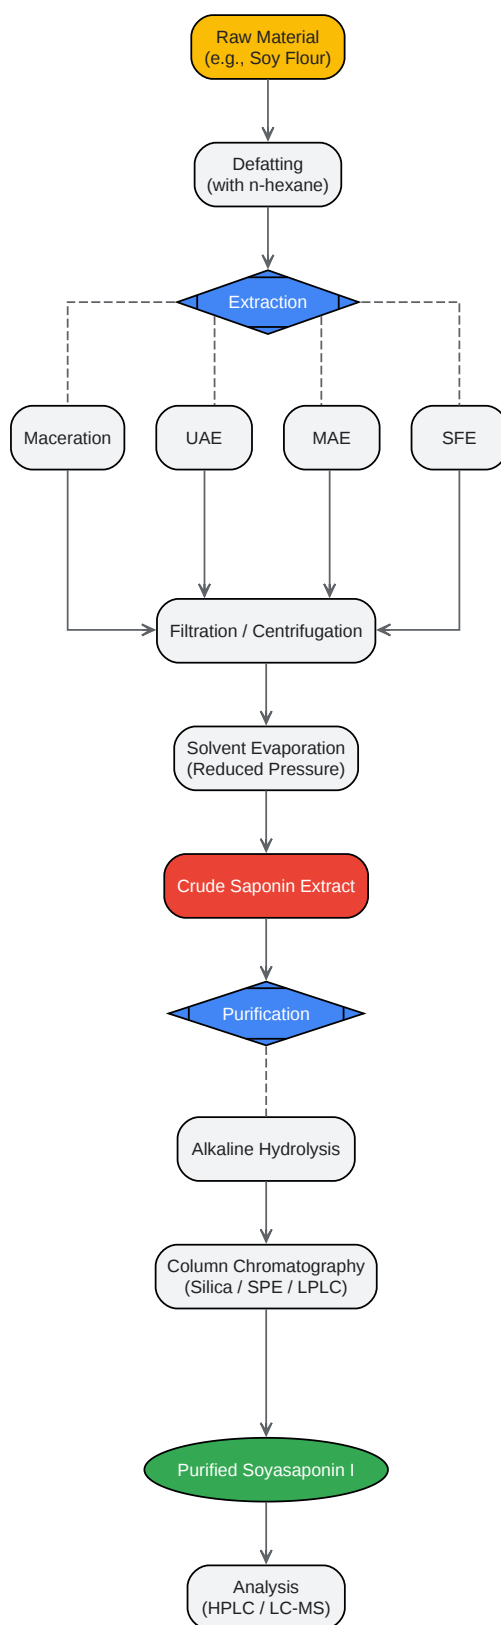 Raw Material
(e.g., Soy Flour)
Defatting
(with n-hexane)
Extraction
Maceration
UAE
MAE
SFE
Filtration / Centrifugation
Solvent Evaporation
(Reduced Pressure)
Crude Saponin Extract
Purification
Alkaline Hydrolysis
Column Chromatography
(Silica / SPE / LPLC)
Purified Soyasaponin I
Analysis
(HPLC / LC-MS)